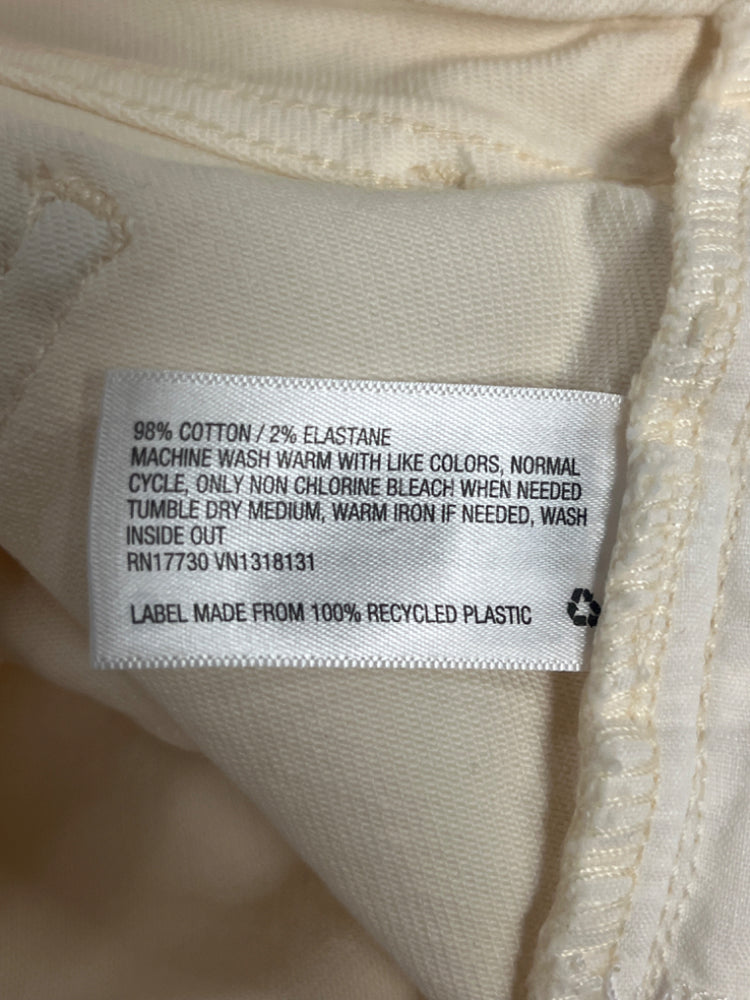 98% COTTON / 2% ELASTANE
MACHINE WASH WARM WITH LIKE COLORS, NORMAL
CYCLE, ONLY NON CHLORINE BLEACH WHEN NEEDED
TUMBLE DRY MEDIUM, WARM IRON IF NEEDED, WASH
INSIDE OUT
RN17730 VN1318131
LABEL MADE FROM 100% RECYCLED PLASTIC